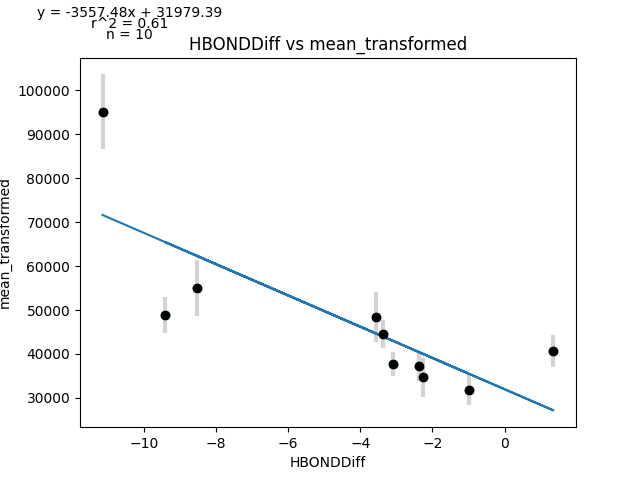 y = -3557.48x + 31979.39
r^2 = 0.61
n = 10
HBONDDiff vs mean_transformed
100000
90000
80000
70000
60000
50000
40000
30000
mean_transformed
−10
−8
−6
−4
−2
0
HBONDDiff